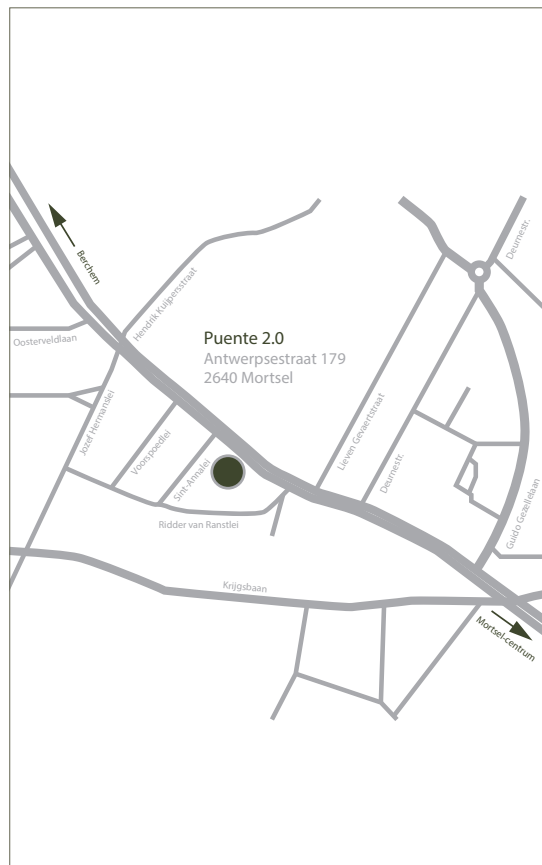 Deurnestr.
Berchem
Hendrik Kuijpersstraat
Oosterveldlaan
Puente 2.0
Antwerpsestraat 179
2640 Mortsel
Jozef Hermanslei
Voorspoedlei
Sint-Annalei
Lieven Gevaertstraat
Deurnestr.
Guido Gezellelaan
Ridder van Ranstlei
Krijgsbaan
Mortsel-centrum